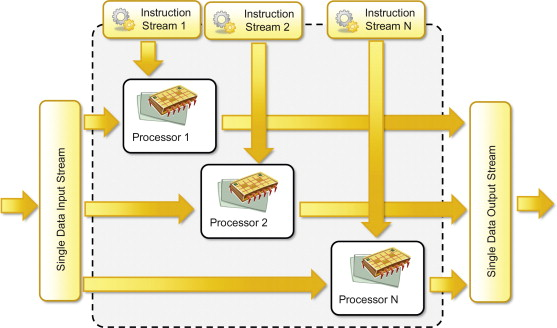 Instruction
Stream 1
Instruction
Stream 2
Instruction
Stream N
Single Data Input Stream
Processor 1
Processor 2
Processor N
Single Data Output Stream